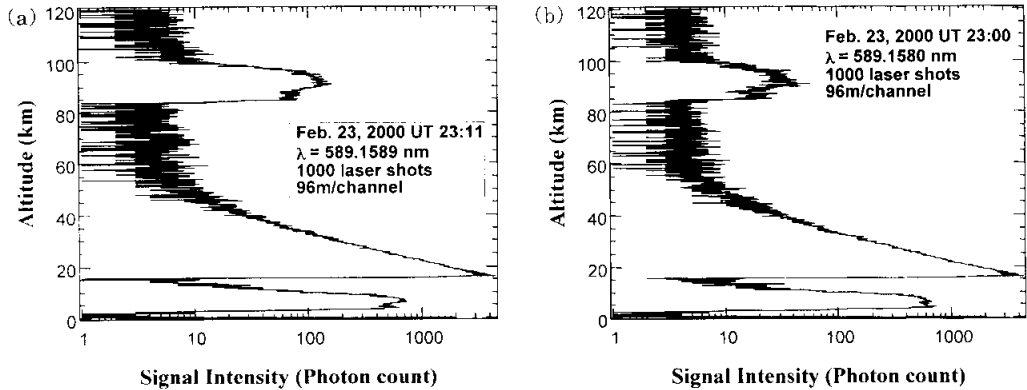 (a)
120
100
80
60
40
20
0
Altitude (km)
Feb. 23, 2000 UT 23:11
λ = 589.1589 nm
1000 laser shots
96m/channel
1 10 100 1000
Signal Intensity (Photon count)
(b)
120
100
80
60
40
20
0
Altitude (km)
Feb. 23, 2000 UT 23:00
λ = 589.1580 nm
1000 laser shots
96m/channel
1 10 100 1000
Signal Intensity (Photon count)